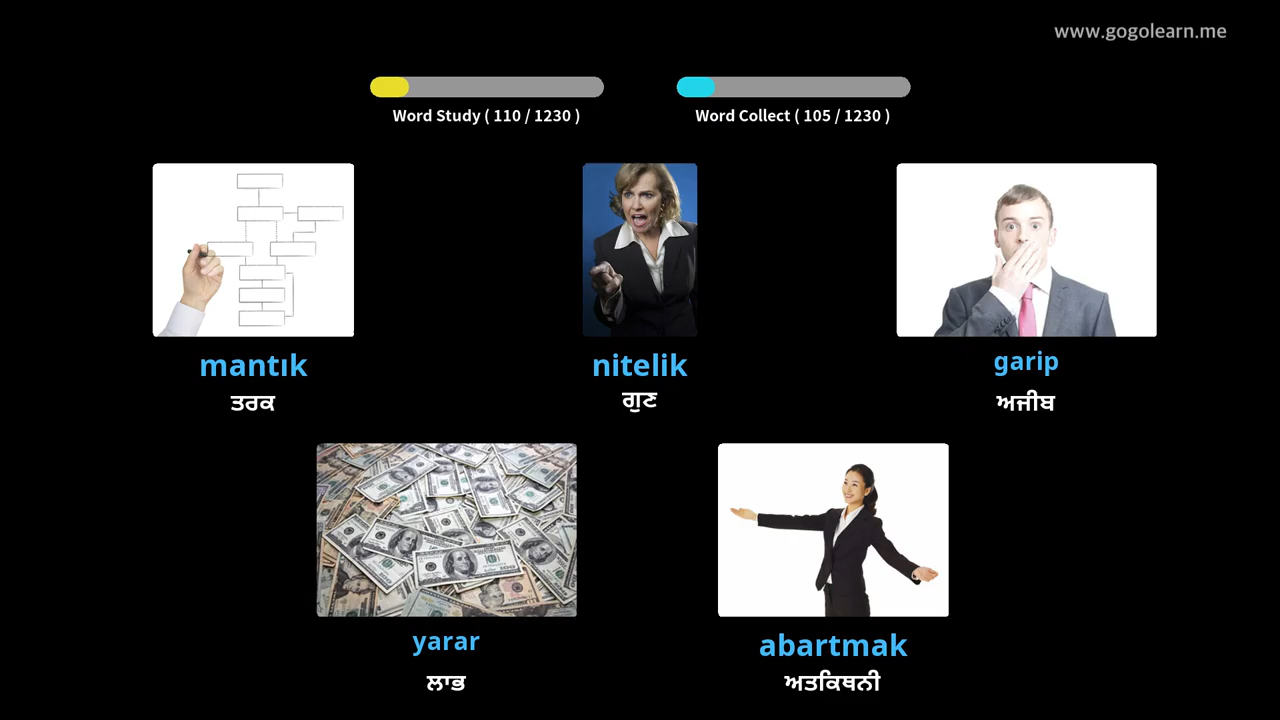 www.gogolearn.me
Word Study ( 110 / 1230 )
Word Collect ( 105 / 1230 )
mantık
nitelik
garip
ਤਰਕ
ਗੁਣ
ਅਜੀਬ
yarar
abartmak
ਲਾਭ
ਅਤਕਿਥਨੀ